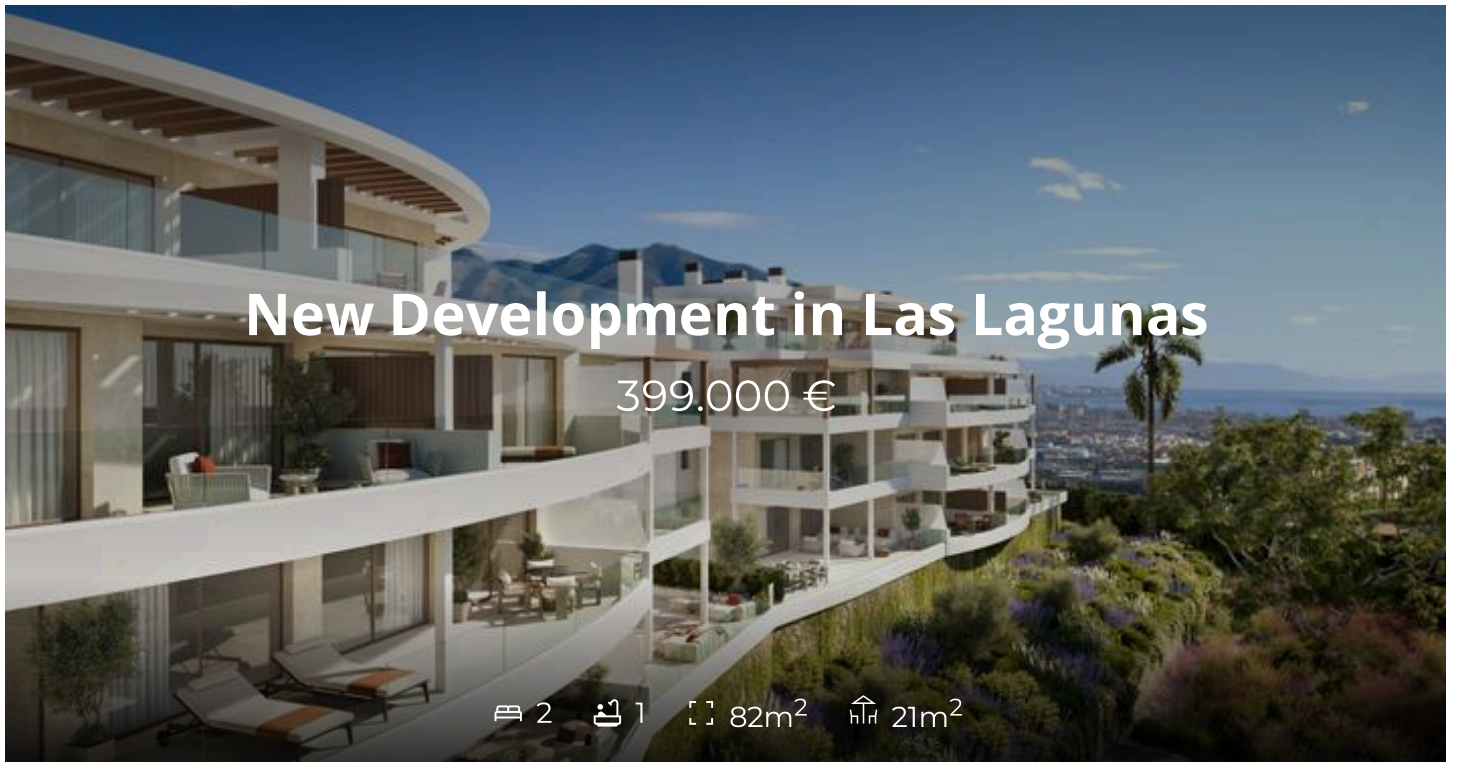 New Development in Las Lagunas
399.000 €
2 1 82m² 21m²